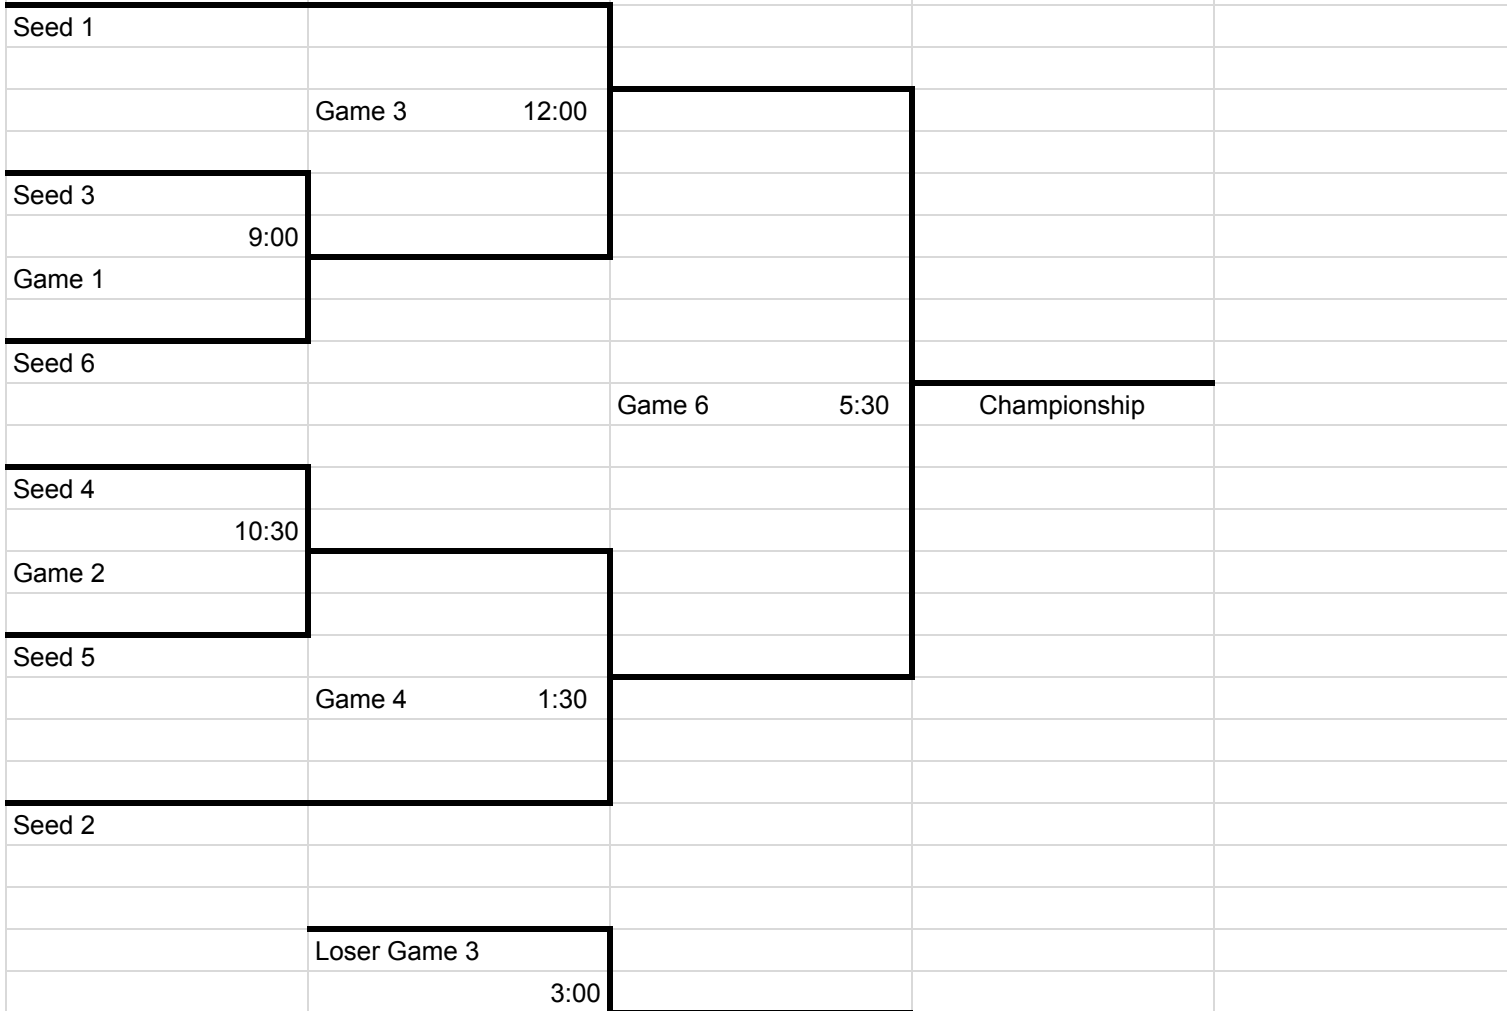 Seed 1
Game 3 12:00
Seed 3
9:00
Game 1
Seed 6
Game 6 5:30 Championship
Seed 4
10:30
Game 2
Seed 5
Game 4 1:30
Seed 2
Loser Game 3
3:00